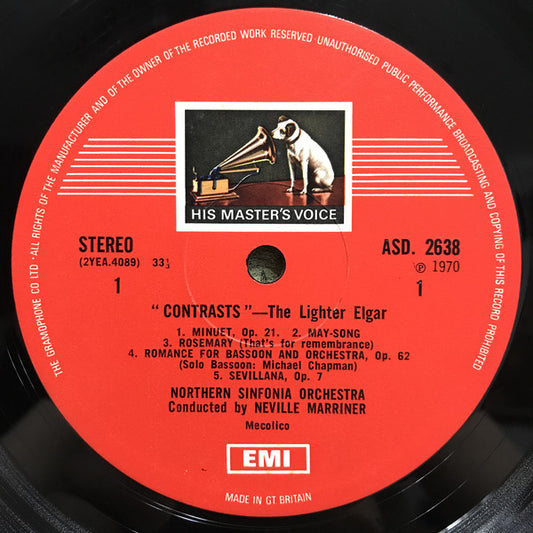 THE GRAMOPHONE CO LTD · ALL RIGHTS OF THE MANUFACTURER AND OF THE OWNER OF THE RECORDED WORK RESERVED UNAUTHORISED PUBLIC PERFORMANCE BROADCASTING AND COPYING OF THIS RECORD PROHIBITED
HIS MASTER'S VOICE
STEREO
(2YEA.4089) 33⅓
1
ASD. 2638
℗ 1970
1
"CONTRASTS"—The Lighter Elgar
1. MINUET, Op. 21. 2. MAY-SONG
3. ROSEMARY (That's for remembrance)
4. ROMANCE FOR BASSOON AND ORCHESTRA, Op. 62
(Solo Bassoon: Michael Chapman)
5. SEVILLANA, Op. 7
NORTHERN SINFONIA ORCHESTRA
Conducted by NEVILLE MARRINER
Mecolico
EMI
MADE IN GT BRITAIN